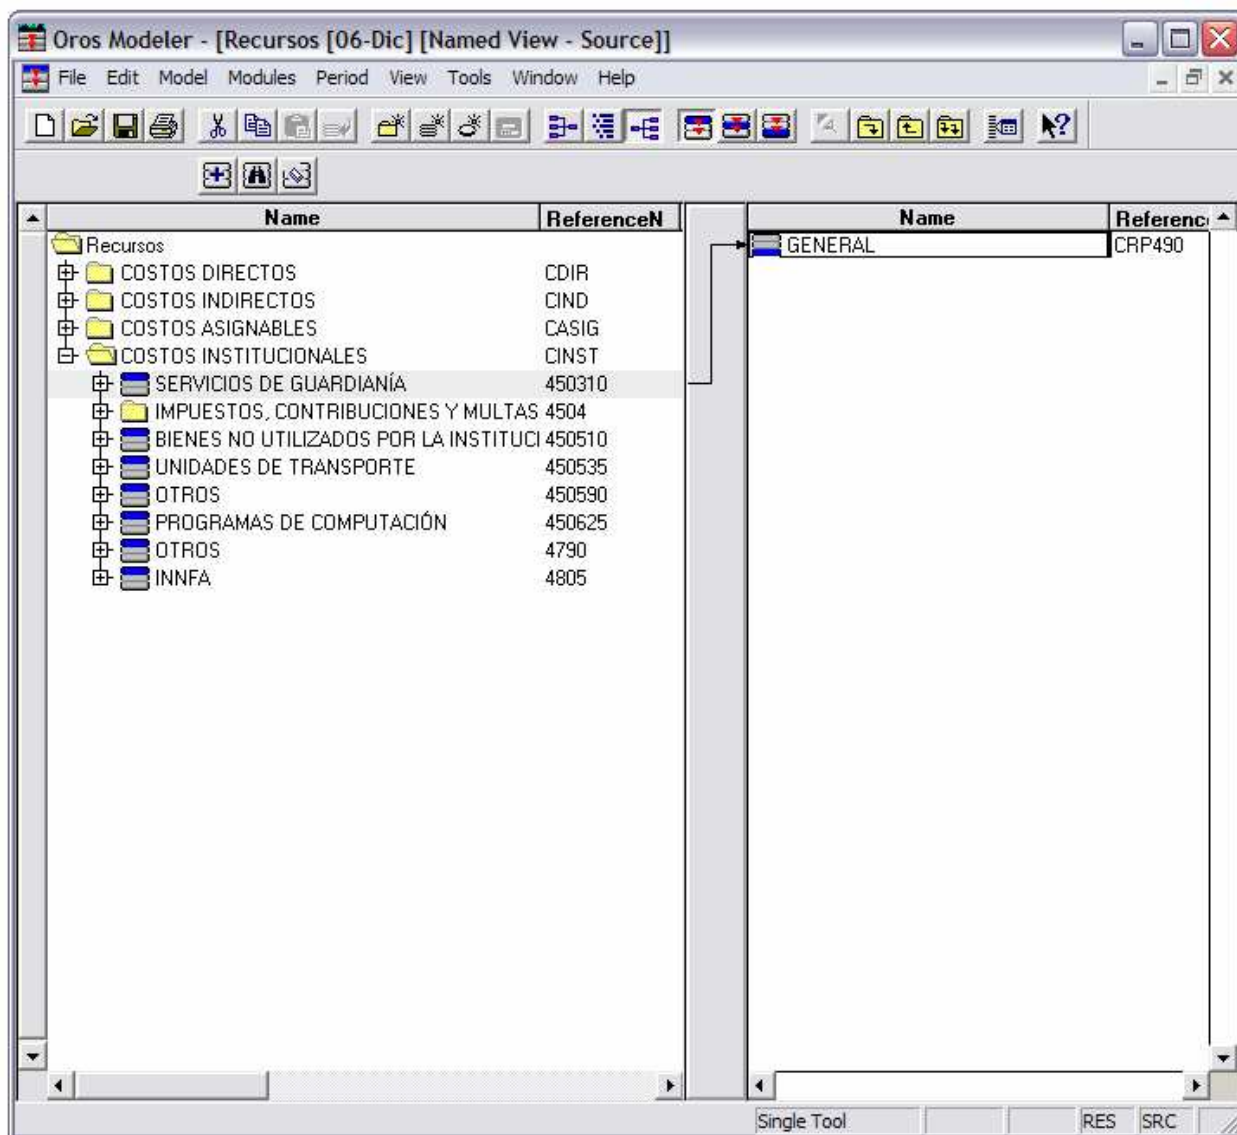 Oros Modeler - [Recursos [06-Dic] [Named View - Source]]
File Edit Model Modules Period View Tools Window Help
Name ReferenceN Name Referenc
Recursos GENERAL CRP490
COSTOS DIRECTOS CDIR
COSTOS INDIRECTOS CIND
COSTOS ASIGNABLES CASIG
COSTOS INSTITUCIONALES CINST
SERVICIOS DE GUARDIANÍA 450310
IMPUESTOS, CONTRIBUCIONES Y MULTAS 4504
BIENES NO UTILIZADOS POR LA INSTITUCI 450510
UNIDADES DE TRANSPORTE 450535
OTROS 450590
PROGRAMAS DE COMPUTACIÓN 450625
OTROS 4790
INNFA 4805
Single Tool RES SRC